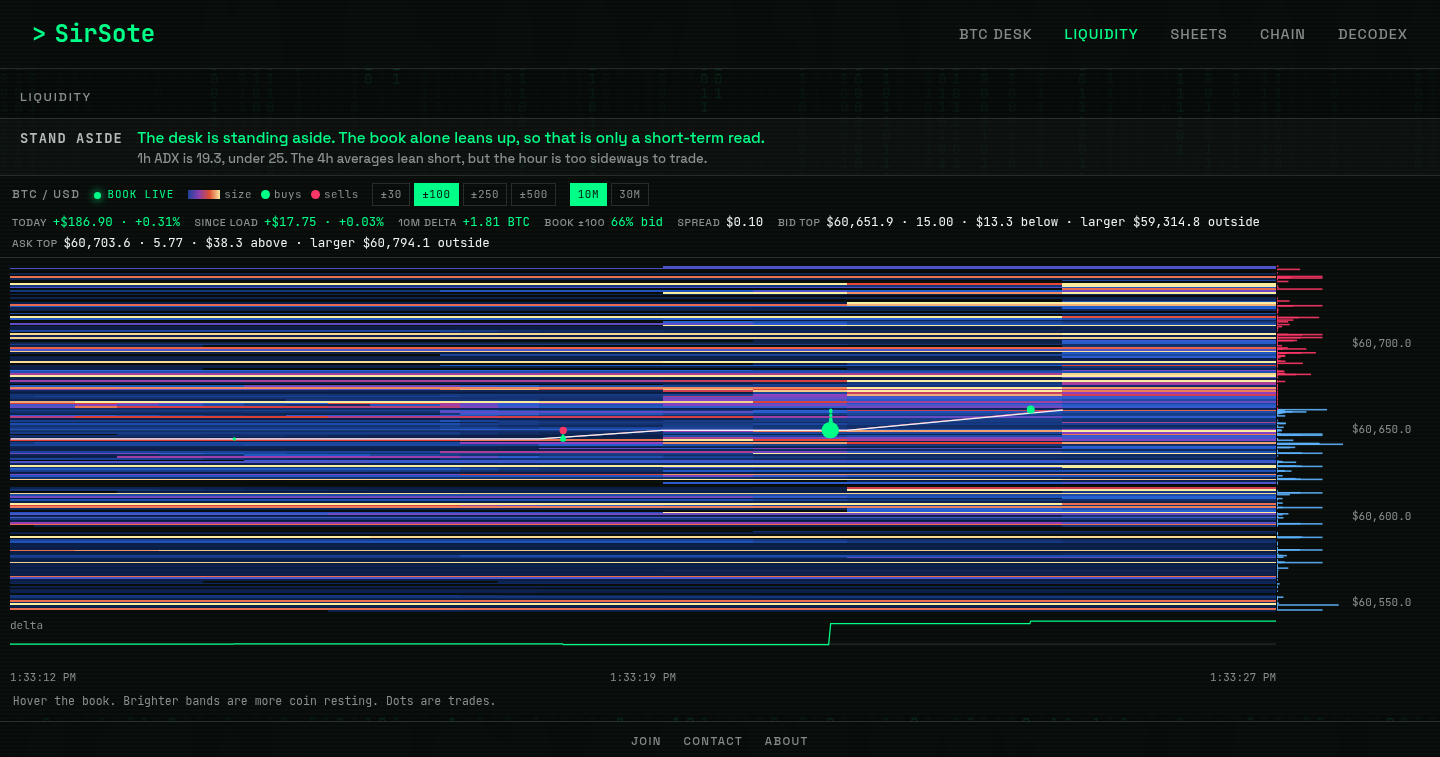 > SirSote
BTC DESK LIQUIDITY SHEETS CHAIN DECODEX
LIQUIDITY
STAND ASIDE The desk is standing aside. The book alone leans up, so that is only a short-term read.
1h ADX is 19.3, under 25. The 4h averages lean short, but the hour is too sideways to trade.
BTC / USD BOOK LIVE size buys sells ±30 ±100 ±250 ±500 10M 30M
TODAY +$186.90 · +0.31% SINCE LOAD +$17.75 · +0.03% 10M DELTA +1.81 BTC BOOK ±100 66% bid SPREAD $0.10 BID TOP $60,651.9 · 15.00 · $13.3 below · larger $59,314.8 outside
ASK TOP $60,703.6 · 5.77 · $38.3 above · larger $60,794.1 outside
$60,700.0
$60,650.0
$60,600.0
$60,550.0
delta
1:33:12 PM 1:33:19 PM 1:33:27 PM
Hover the book. Brighter bands are more coin resting. Dots are trades.
JOIN CONTACT ABOUT